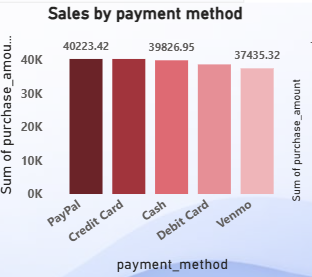 Sales by payment method
Sum of purchase_amou...
40K
30K
20K
10K
0K
40223.42
39826.95
37435.32
PayPal
Credit Card
Cash
Debit Card
Venmo
payment_method
Sum of purchase_amount